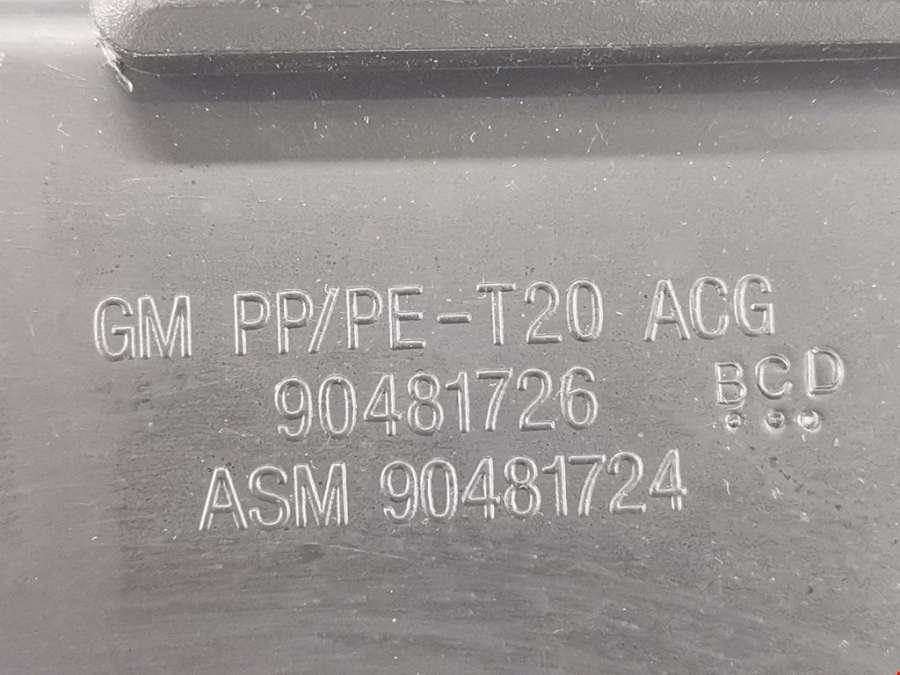 GM PP/PE-T20 ACG
90481726
BCD
ASM 90481724